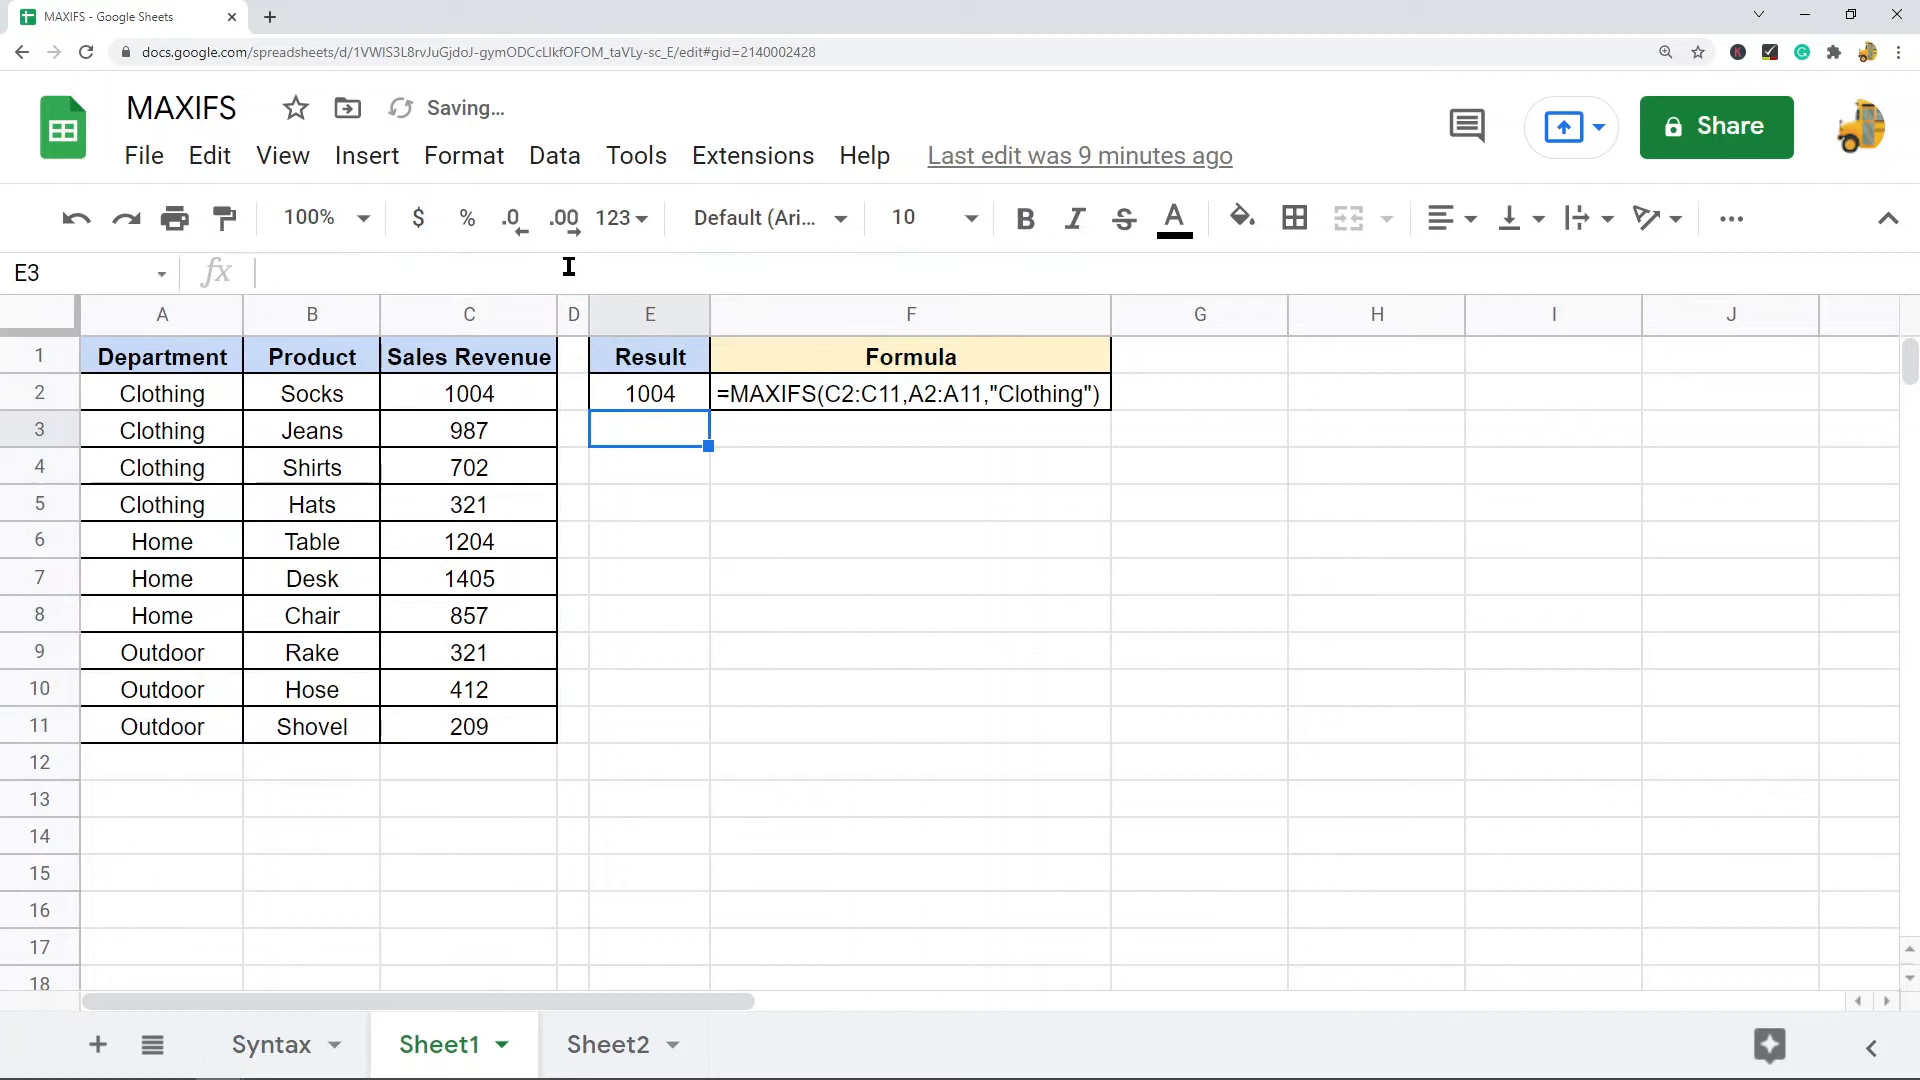 MAXIFS - Google Sheets
docs.google.com/spreadsheets/d/1VWIS3L8rvJuGjdoJ-gymODCcLIkfOFOM_taVLy-sc_E/edit#gid=2140002428
MAXIFS Saving...
File Edit View Insert Format Data Tools Extensions Help Last edit was 9 minutes ago
Share
100% $ % .0 .00 123 Default (Ari... 10 B I S A
E3 fx
A B C D E F G H I J
1 Department Product Sales Revenue Result Formula
2 Clothing Socks 1004 1004 =MAXIFS(C2:C11,A2:A11,"Clothing")
3 Clothing Jeans 987
4 Clothing Shirts 702
5 Clothing Hats 321
6 Home Table 1204
7 Home Desk 1405
8 Home Chair 857
9 Outdoor Rake 321
10 Outdoor Hose 412
11 Outdoor Shovel 209
12
13
14
15
16
17
18
Syntax Sheet1 Sheet2